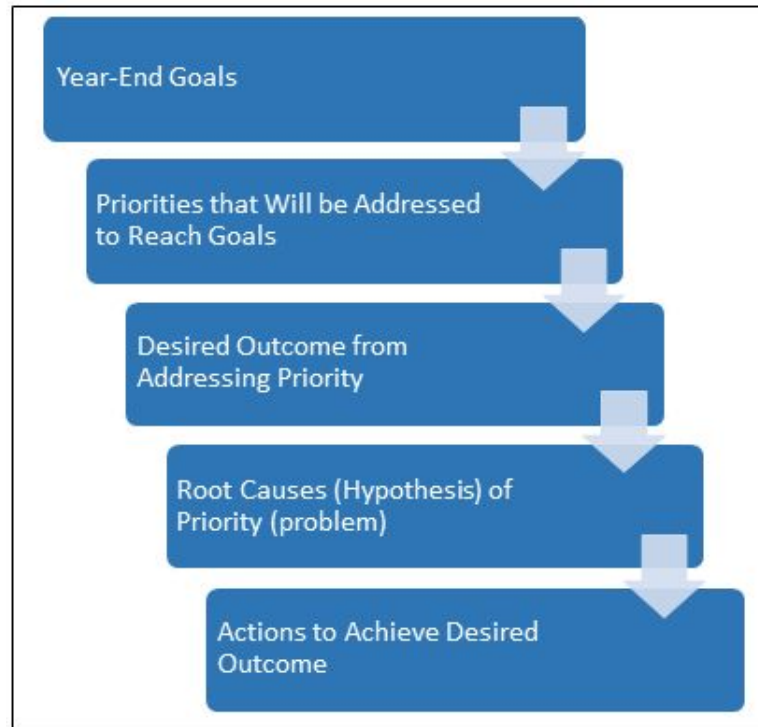 Year-End Goals
Priorities that Will be Addressed
to Reach Goals
Desired Outcome from
Addressing Priority
Root Causes (Hypothesis) of
Priority (problem)
Actions to Achieve Desired
Outcome